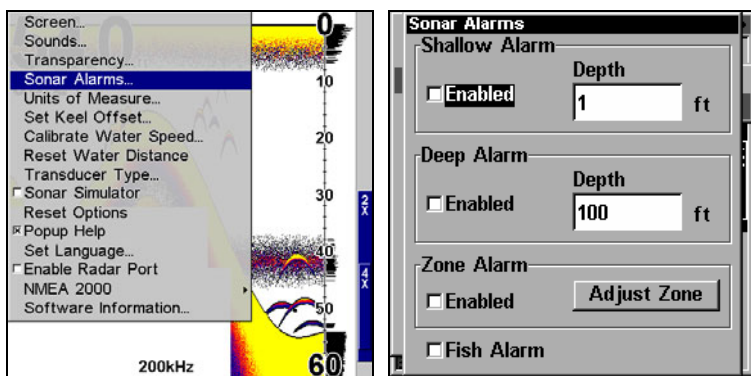 Screen...
Sounds...
Transparency...
Sonar Alarms...
Units of Measure...
Set Keel Offset...
Calibrate Water Speed...
Reset Water Distance
Transducer Type...
Sonar Simulator
Reset Options
Popup Help
Set Language...
Enable Radar Port
NMEA 2000
Software Information...
0
10
20
30
40
50
60
2X
4X
200kHz
Sonar Alarms
Shallow Alarm
Depth
Enabled
1 ft
Deep Alarm
Depth
Enabled
100 ft
Zone Alarm
Enabled
Adjust Zone
Fish Alarm